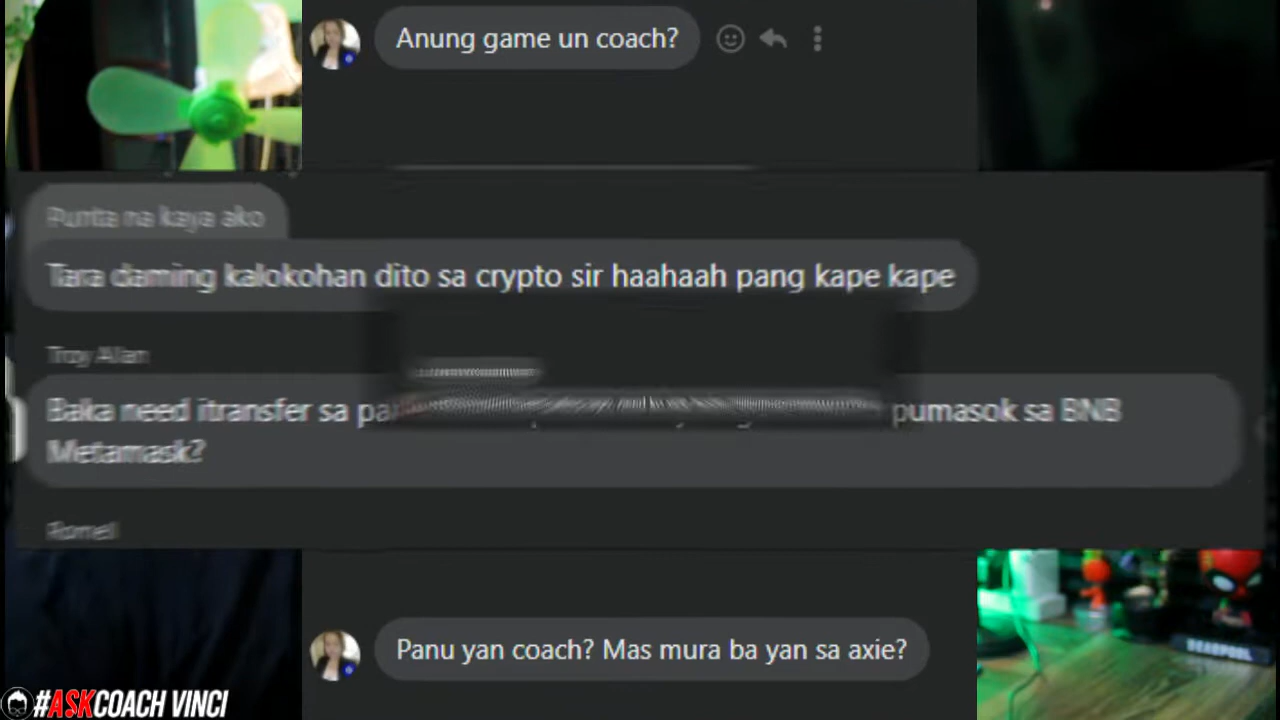 Anung game un coach?
Punta na kaya ako
Tara daming kalokohan dito sa crypto sir haahaah pang kape kape
Troy Allan
Baka need itransfer sa pumasok sa BNB
Metamask?
Romell
Panu yan coach? Mas mura ba yan sa axie?
DEADPOOL
#ASKCOACH VINCI